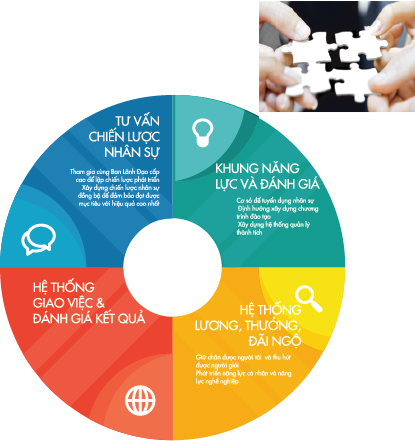 TƯ VẤN
CHIẾN LƯỢC
NHÂN SỰ
Tham gia cùng Ban Lãnh Đạo cấp
cao để lập chiến lược phát triển
Xây dựng chiến lược nhân sự
đồng bộ để đảm bảo đạt được
mục tiêu với hiệu quả cao nhất
KHUNG NĂNG
LỰC VÀ ĐÁNH GIÁ
Cơ sở để tuyển dụng nhân sự
Định hướng xây dựng chương
trình đào tạo
Xây dựng hệ thống quản lý
thành tích
HỆ THỐNG
GIAO VIỆC &
ĐÁNH GIÁ KẾT QUẢ
HỆ THỐNG
LƯƠNG, THƯỞNG,
ĐÃI NGỘ
Giữ chân được người tài và thu hút
được người giỏi
Phát triển năng lực cá nhân và năng
lực nghề nghiệp